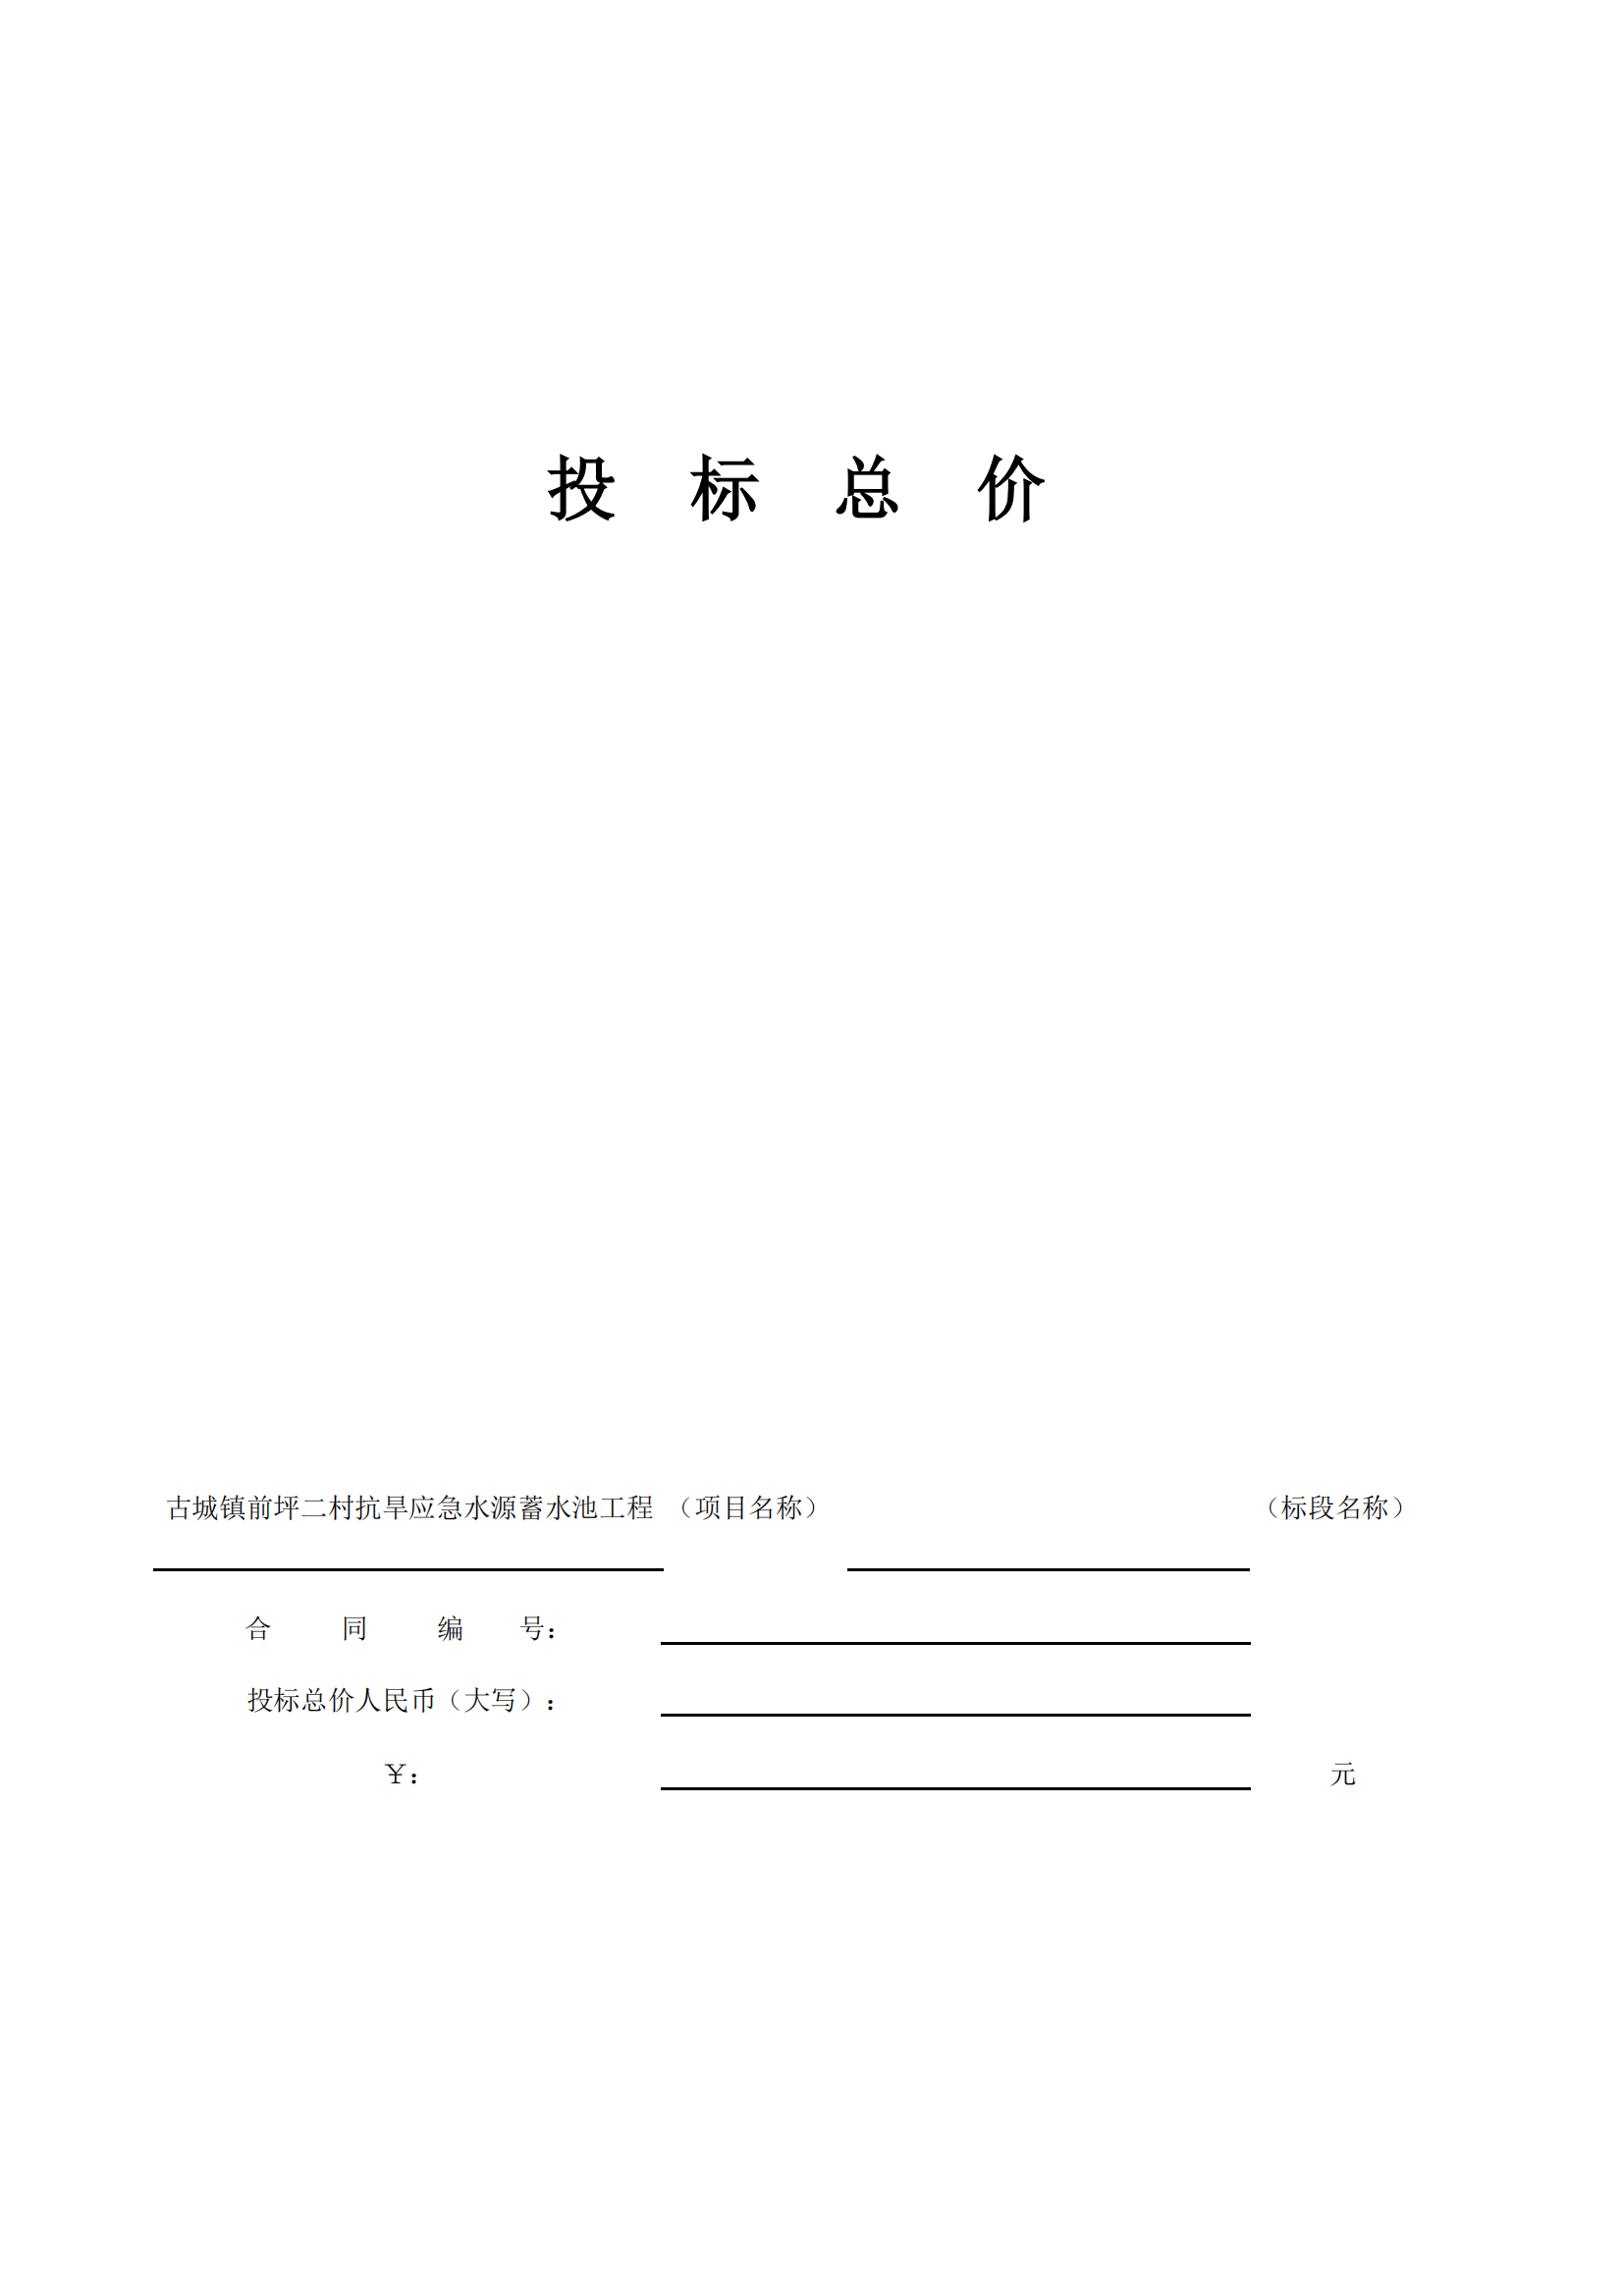 投 标 总 价
古城镇前坪二村抗旱应急水源蓄水池工程 （项目名称） （标段名称）
合 同 编 号：
投标总价人民币（大写）：
￥： 元